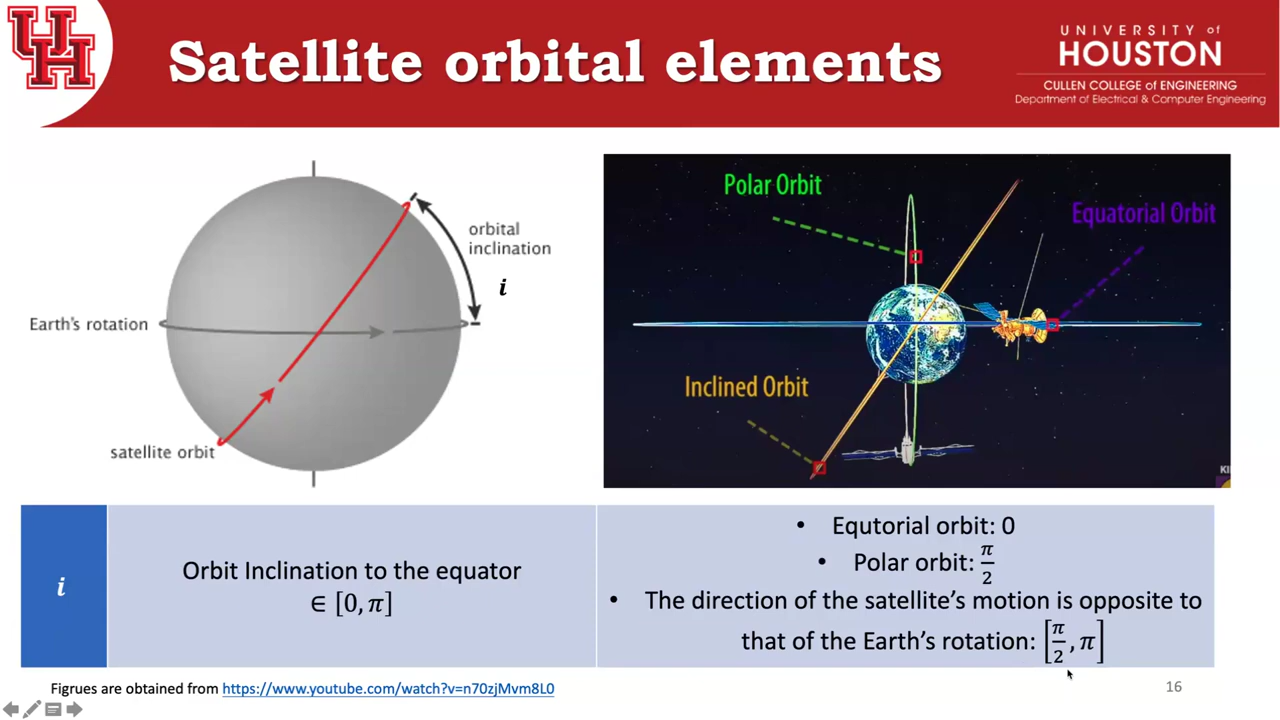 UH
Satellite orbital elements
UNIVERSITY of
HOUSTON
CULLEN COLLEGE of ENGINEERING
Department of Electrical & Computer Engineering
orbital
inclination
i
Earth's rotation
satellite orbit
Polar Orbit
Equatorial Orbit
Inclined Orbit
KI
i
Orbit Inclination to the equator
∈ [0, π]
• Equtorial orbit: 0
• Polar orbit: π/2
• The direction of the satellite's motion is opposite to
that of the Earth's rotation: [π/2, π]
Figrues are obtained from https://www.youtube.com/watch?v=n70zjMvm8L0
16